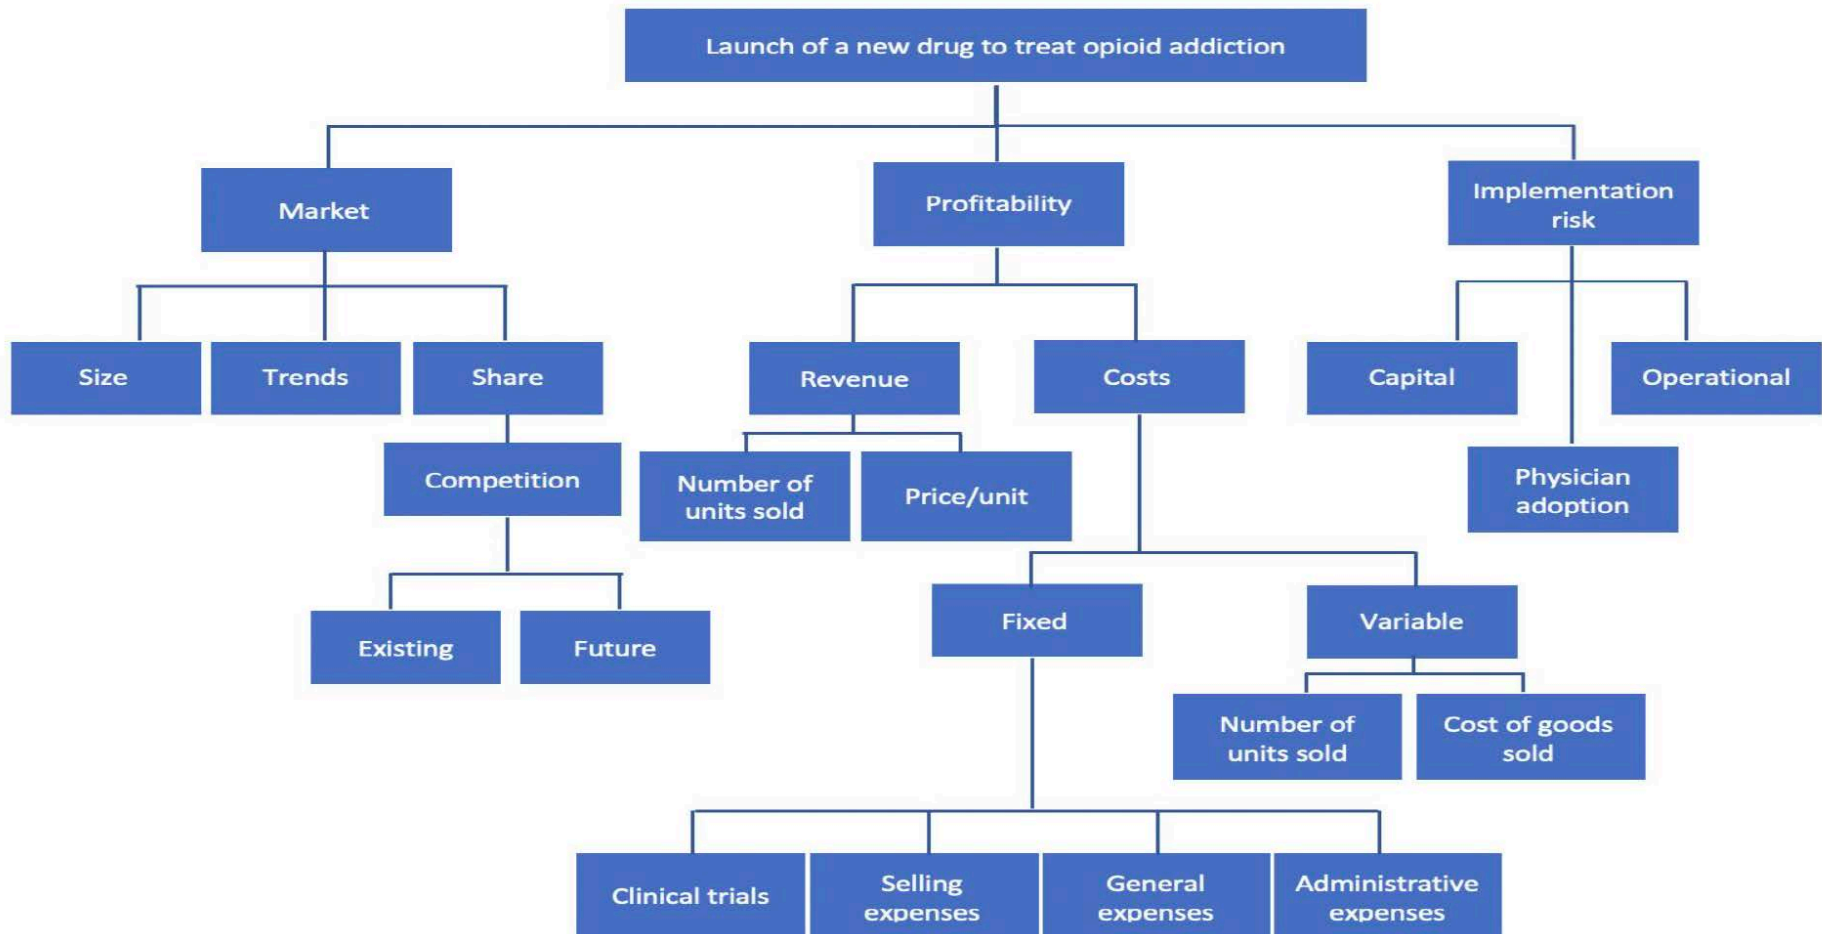 Launch of a new drug to treat opioid addiction
Market
Profitability
Implementation
risk
Size
Trends
Share
Revenue
Costs
Capital
Operational
Competition
Number of
units sold
Price/unit
Physician
adoption
Existing
Future
Fixed
Variable
Number of
units sold
Cost of goods
sold
Clinical trials
Selling
expenses
General
expenses
Administrative
expenses